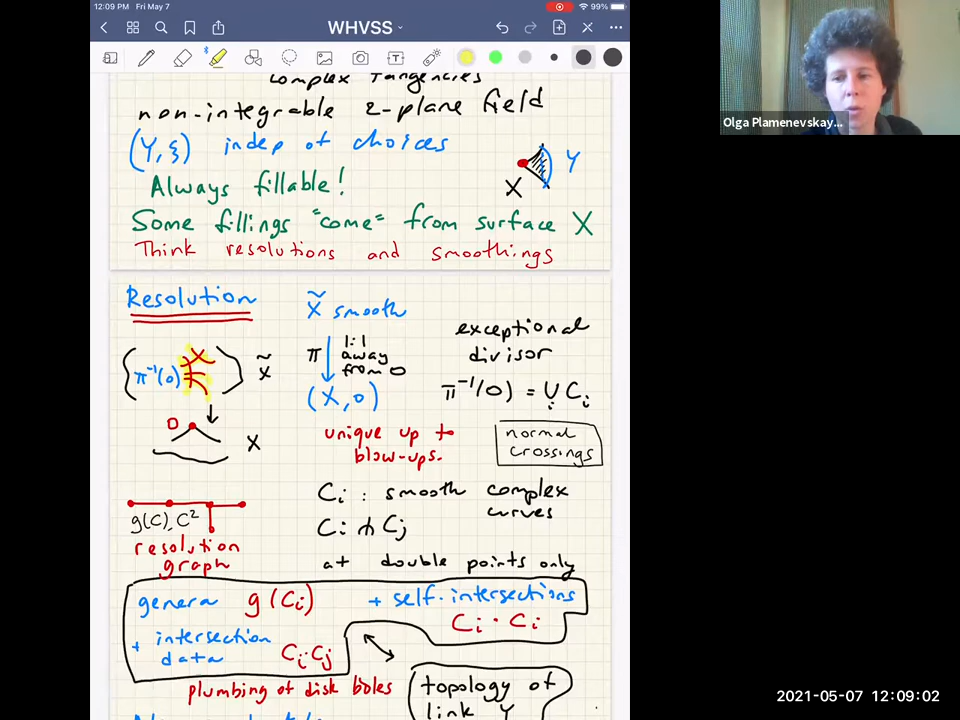 12:09 PM Fri May 7
99%
WHVSS
Complex Tangencies
non-integrable 2-plane field
(Y, ξ) indep of choices
Y
X
Always fillable!
Some fillings "come" from surface X
Think resolutions and smoothings
Resolution
X̃ smooth
π 1:1 away from 0
(X, 0)
exceptional divisor
π⁻¹(0) = ∪ Cᵢ
i
normal crossings
π⁻¹(0)
X̃
0
X
unique up to blow-ups.
Cᵢ : smooth complex curves
Cᵢ ⋔ Cⱼ
at double points only
g(C), C²
resolution graph
genera g(Cᵢ) + self-intersections
Cᵢ · Cᵢ
+ intersection data Cᵢ·Cⱼ
plumbing of disk bdles
topology of link Y
Olga Plamenevskay...
2021-05-07 12:09:02